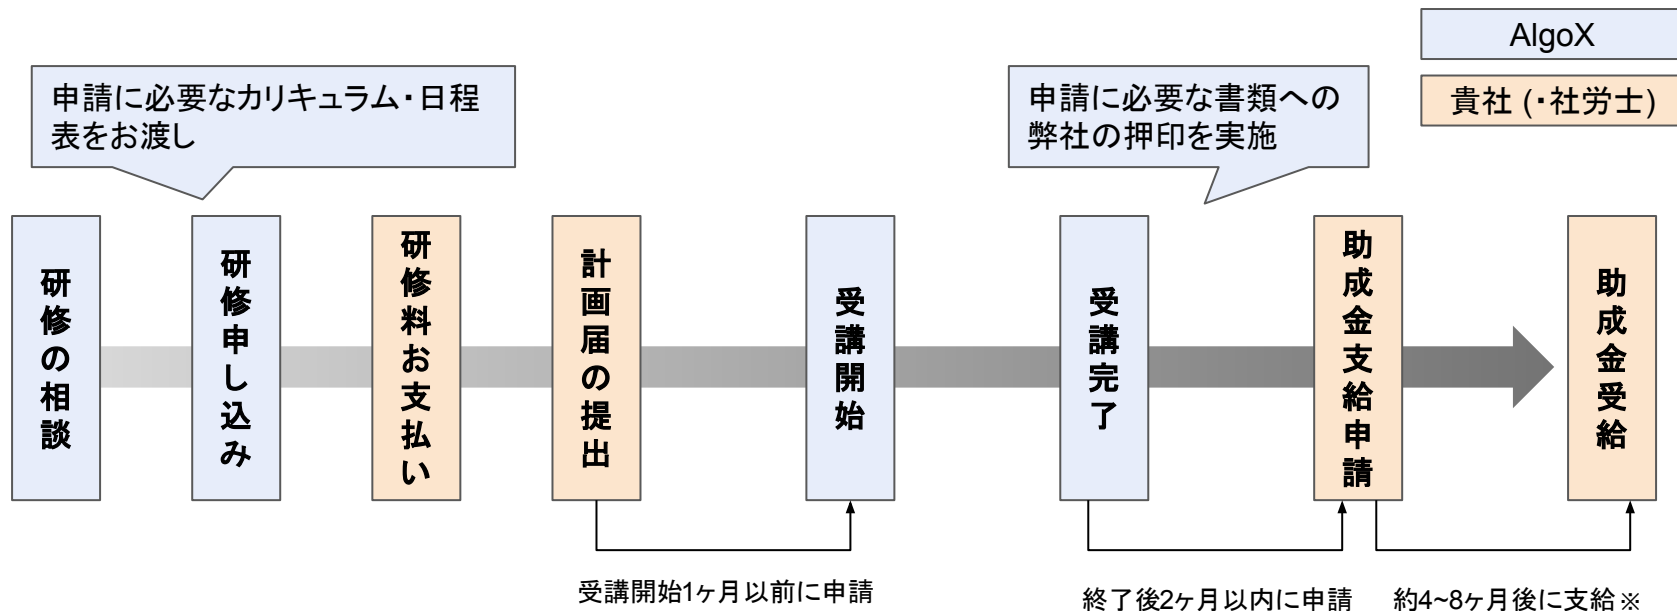 AlgoX
貴社 (・社労士)
申請に必要なカリキュラム・日程
表をお渡し
申請に必要な書類への
弊社の押印を実施
研修の相談
研修申し込み
研修料お支払い
計画届の提出
受講開始
受講完了
助成金支給申請
助成金受給
受講開始1ヶ月以前に申請
終了後2ヶ月以内に申請
約4~8ヶ月後に支給※